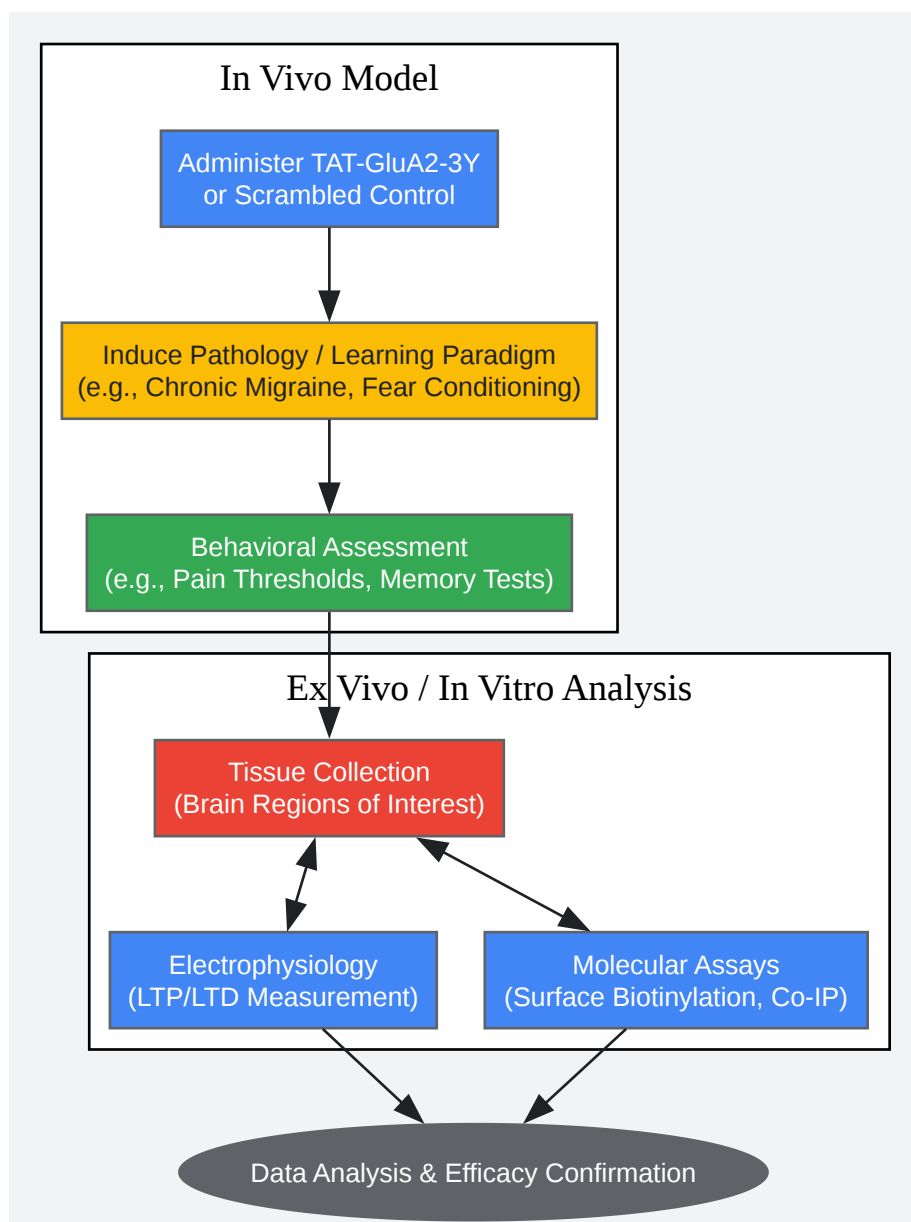 In Vivo Model
Administer TAT-GluA2-3Y
or Scrambled Control
Induce Pathology / Learning Paradigm
(e.g., Chronic Migraine, Fear Conditioning)
Behavioral Assessment
(e.g., Pain Thresholds, Memory Tests)
Ex Vivo / In Vitro Analysis
Tissue Collection
(Brain Regions of Interest)
Electrophysiology
(LTP/LTD Measurement)
Molecular Assays
(Surface Biotinylation, Co-IP)
Data Analysis & Efficacy Confirmation